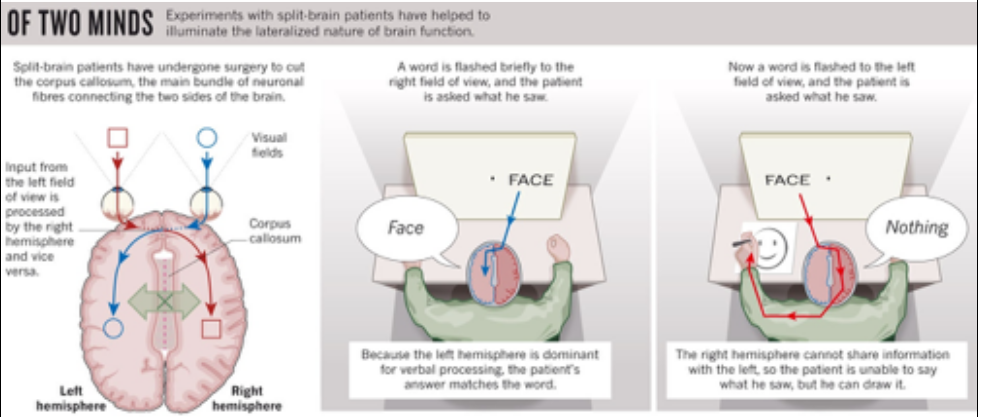 OF TWO MINDS
Experiments with split-brain patients have helped to
illuminate the lateralized nature of brain function.
Split-brain patients have undergone surgery to cut
the corpus callosum, the main bundle of neuronal
fibres connecting the two sides of the brain.
Visual
fields
Input from
the left field
of view is
processed
by the right
hemisphere
and vice
versa.
Corpus
callosum
Left
hemisphere
Right
hemisphere
A word is flashed briefly to the
right field of view, and the patient
is asked what he saw.
FACE
Face
Because the left hemisphere is dominant
for verbal processing, the patient's
answer matches the word.
Now a word is flashed to the left
field of view, and the patient is
asked what he saw.
FACE
Nothing
The right hemisphere cannot share information
with the left, so the patient is unable to say
what he saw, but he can draw it.